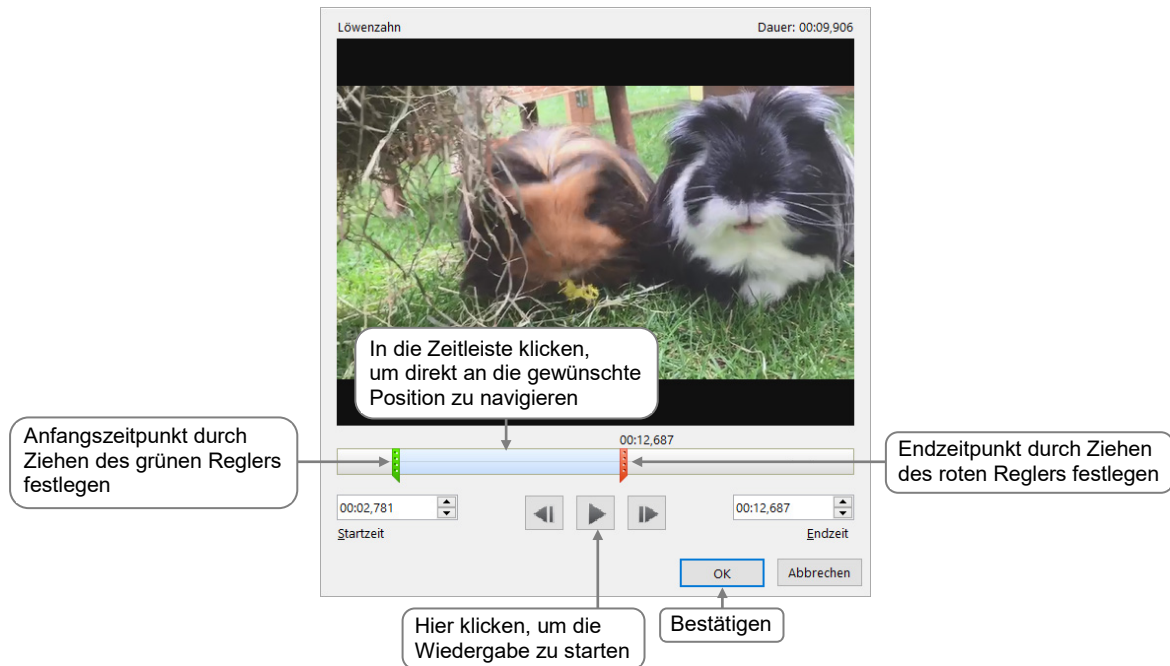 Löwenzahn
Dauer: 00:09,906
In die Zeitleiste klicken,
um direkt an die gewünschte
Position zu navigieren
Anfangszeitpunkt durch
Ziehen des grünen Reglers
festlegen
00:12,687
Endzeitpunkt durch Ziehen
des roten Reglers festlegen
00:02,781
Startzeit
00:12,687
Endzeit
OK
Abbrechen
Hier klicken, um die
Wiedergabe zu starten
Bestätigen